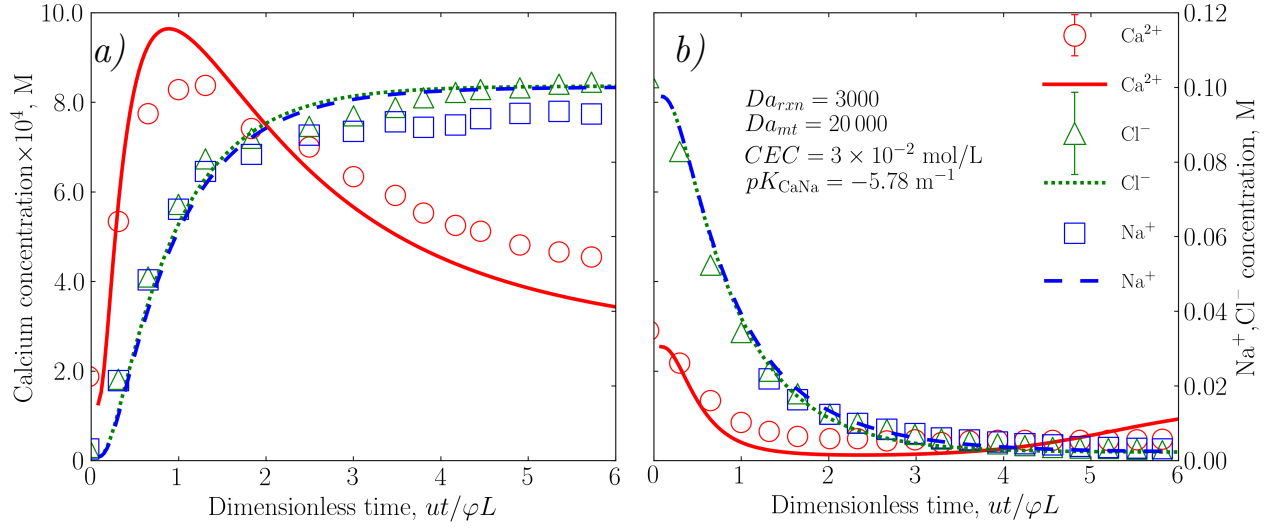 10.0
8.0
6.0
4.0
2.0
0.0
Calcium concentration×10⁴, M
a)
0 1 2 3 4 5 6
Dimensionless time, ut/φL
b)
Da_rxn = 3000
Da_mt = 20 000
CEC = 3 × 10⁻² mol/L
pK_CaNa = −5.78 m⁻¹
Ca²⁺
Ca²⁺
Cl⁻
Cl⁻
Na⁺
Na⁺
0 1 2 3 4 5 6
Dimensionless time, ut/φL
0.12
0.10
0.08
0.06
0.04
0.02
0.00
Na⁺,Cl⁻ concentration, M